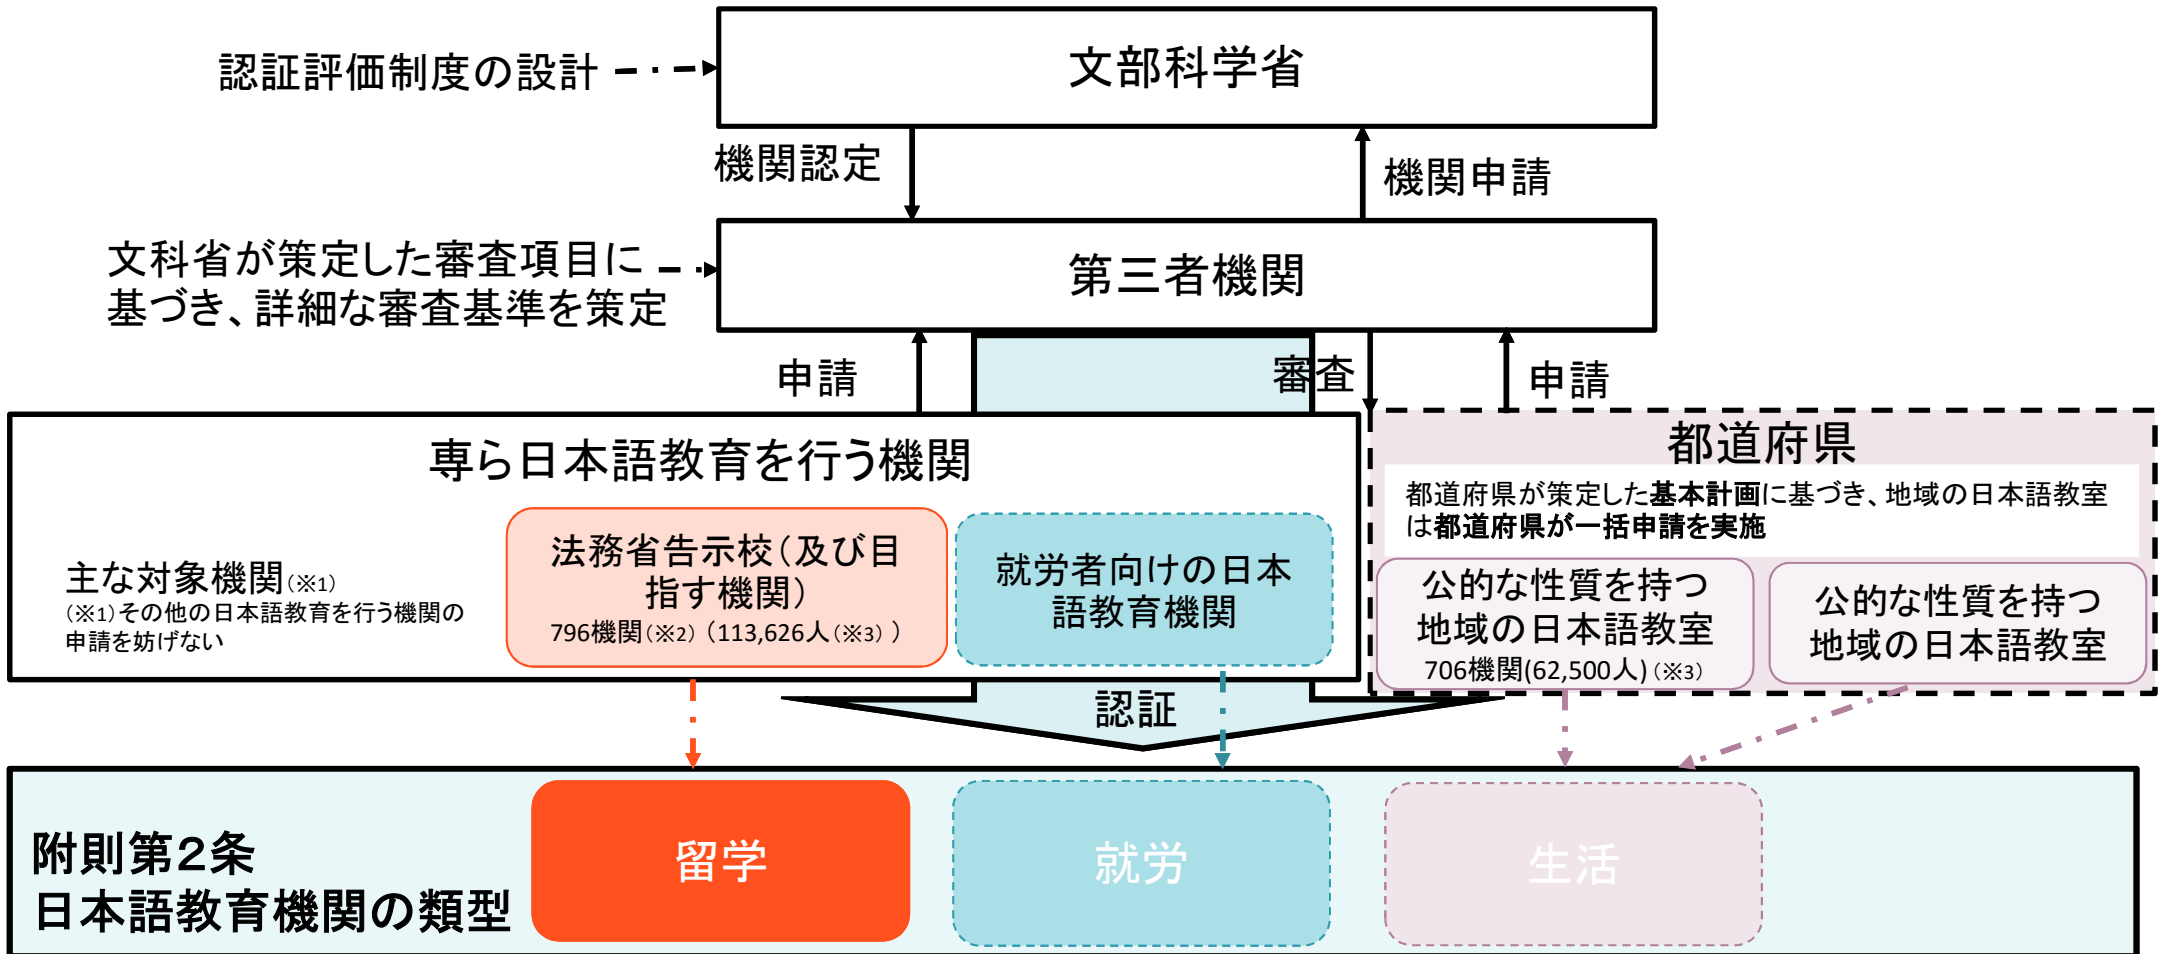 文部科学省
認証評価制度の設計
機関認定
機関申請
第三者機関
文科省が策定した審査項目に
基づき、詳細な審査基準を策定
申請
審査
申請
専ら日本語教育を行う機関
主な対象機関(※1)
(※1)その他の日本語教育を行う機関の
申請を妨げない
法務省告示校(及び目
指す機関)
796機関(※2)(113,626人(※3))
就労者向けの日本
語教育機関
都道府県
都道府県が策定した基本計画に基づき、地域の日本語教室
は都道府県が一括申請を実施
公的な性質を持つ
地域の日本語教室
706機関(62,500人)(※3)
公的な性質を持つ
地域の日本語教室
認証
附則第2条
日本語教育機関の類型
留学
就労
生活